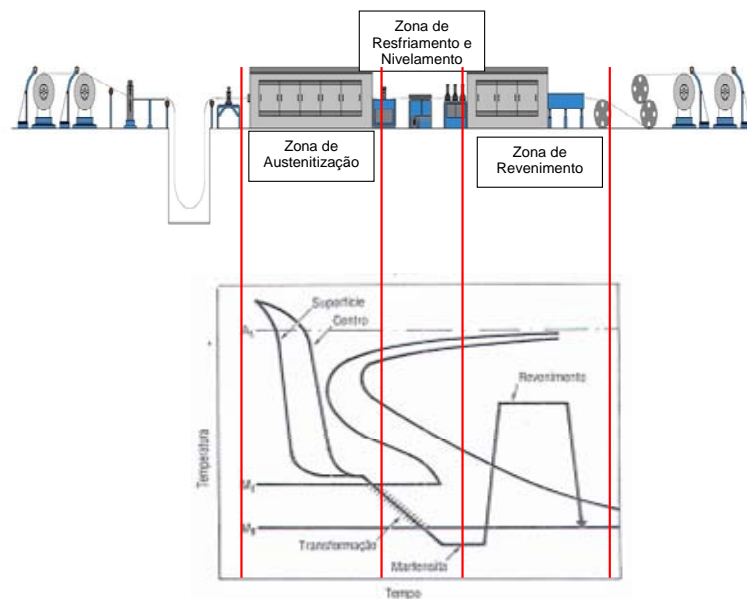 Zona de
Resfriamento e
Nivelamento
Zona de
Austenitização
Zona de
Revenimento
Superfície
Centro
Revenimento
Temperatura
Transformação
Martensita
Tempo